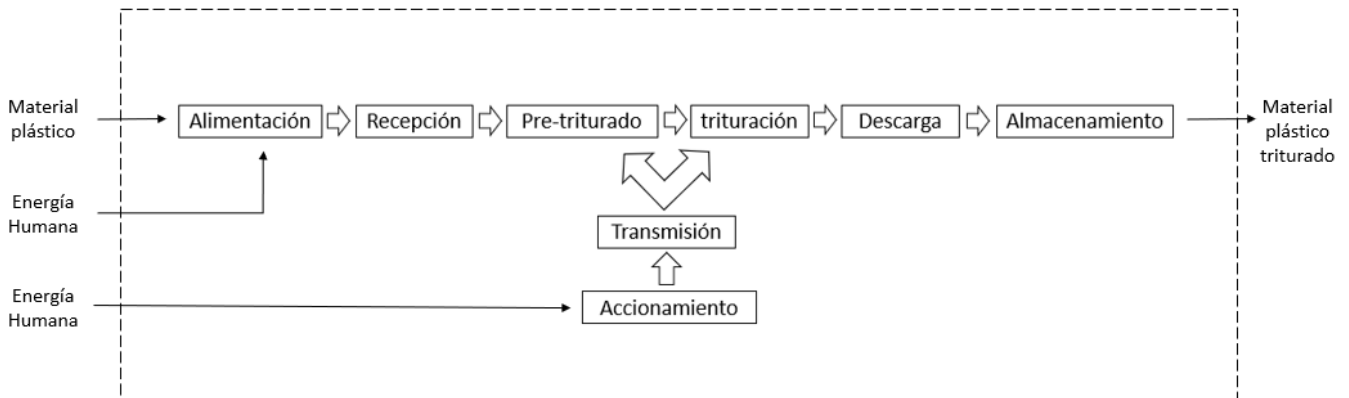 Material
plástico
Alimentación
Recepción
Pre-triturado
trituración
Descarga
Almacenamiento
Material
plástico
triturado
Energía
Humana
Transmisión
Energía
Humana
Accionamiento